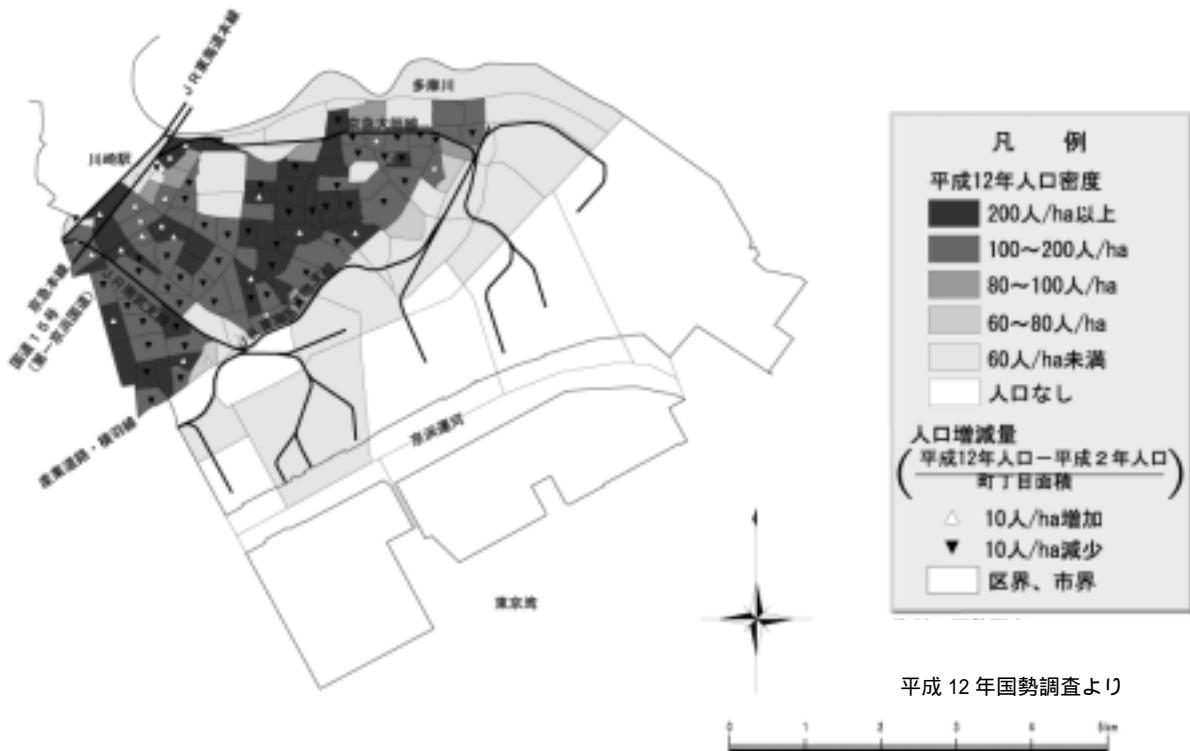 JR東海道本線
多摩川
京急大師線
川崎駅
京急本線
国道15号
(第一京浜国道)
JR南武支線
産業道路・横羽線
京浜運河
東京湾
凡 例
平成12年人口密度
200人/ha以上
100〜200人/ha
80〜100人/ha
60〜80人/ha
60人/ha未満
人口なし
人口増減量
平成12年人口−平成2年人口
町丁目面積
10人/ha増加
10人/ha減少
区界、市界
平成 12 年国勢調査より
0 1 2 3 4 5km